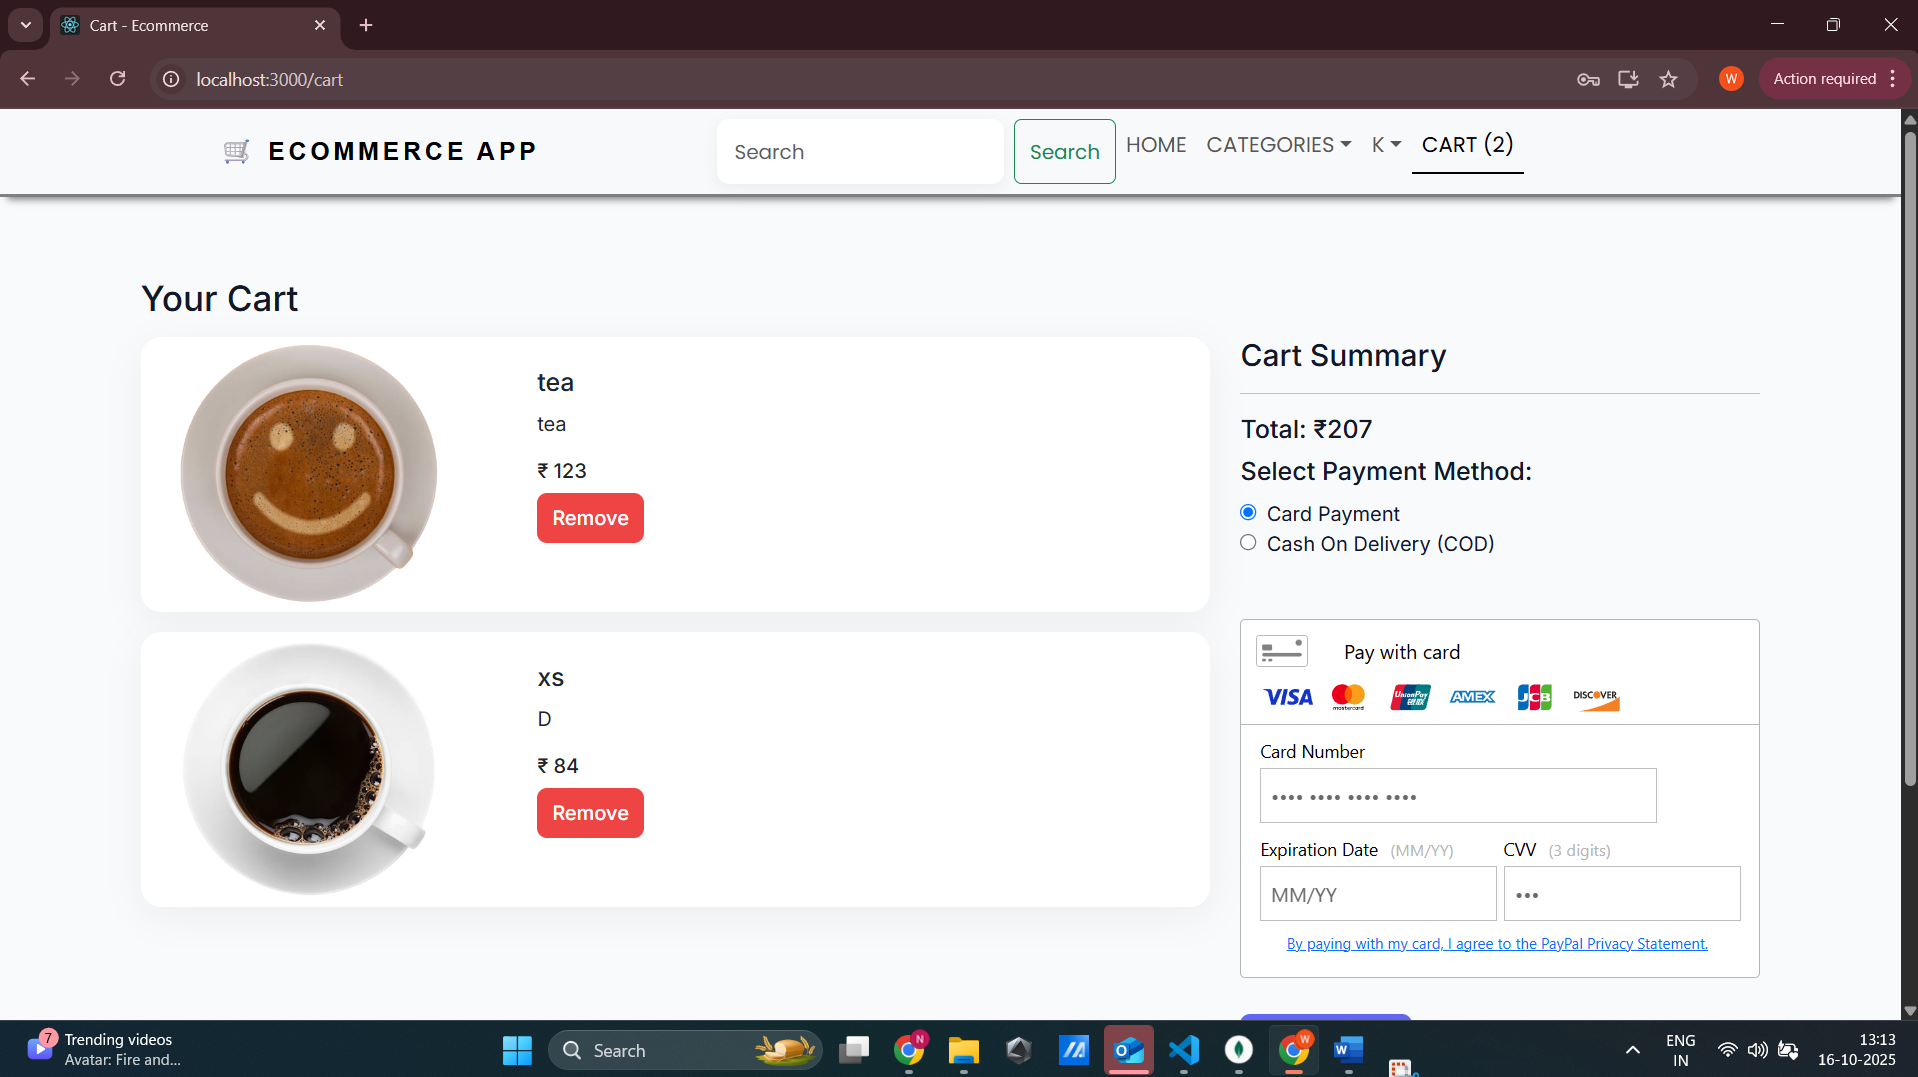 Cart - Ecommerce
localhost:3000/cart
W
Action required
ECOMMERCE APP
Search
Search
HOME
CATEGORIES
K
CART (2)
Your Cart
tea
tea
₹ 123
Remove
XS
D
₹ 84
Remove
Cart Summary
Total: ₹207
Select Payment Method:
Card Payment
Cash On Delivery (COD)
Pay with card
VISA
mastercard
UnionPay
银联
AMEX
JCB
DISCOVER
Card Number
•••• •••• •••• ••••
Expiration Date (MM/YY)
CVV (3 digits)
MM/YY
•••
By paying with my card, I agree to the PayPal Privacy Statement.
7
Trending videos
Avatar: Fire and...
Search
N
O
W
W
ENG
IN
13:13
16-10-2025